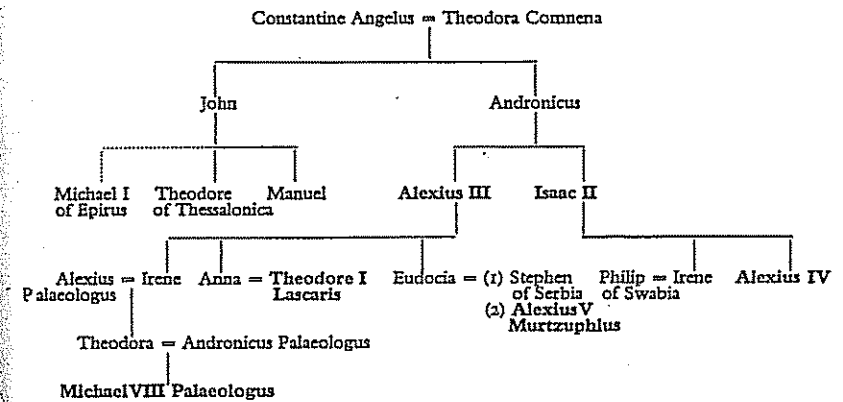 Constantine Angelus = Theodora Comnena
John Andronicus
Michael I Theodore Manuel Alexius III Isaac II
of Epirus of Thessalonica
Alexius = Irene Anna = Theodore I Eudocia = (1) Stephen Philip = Irene Alexius IV
Palaeologus Lascaris of Serbia of Swabia
(2) Alexius V
Murtzuphlus
Theodora = Andronicus Palaeologus
Michael VIII Palaeologus